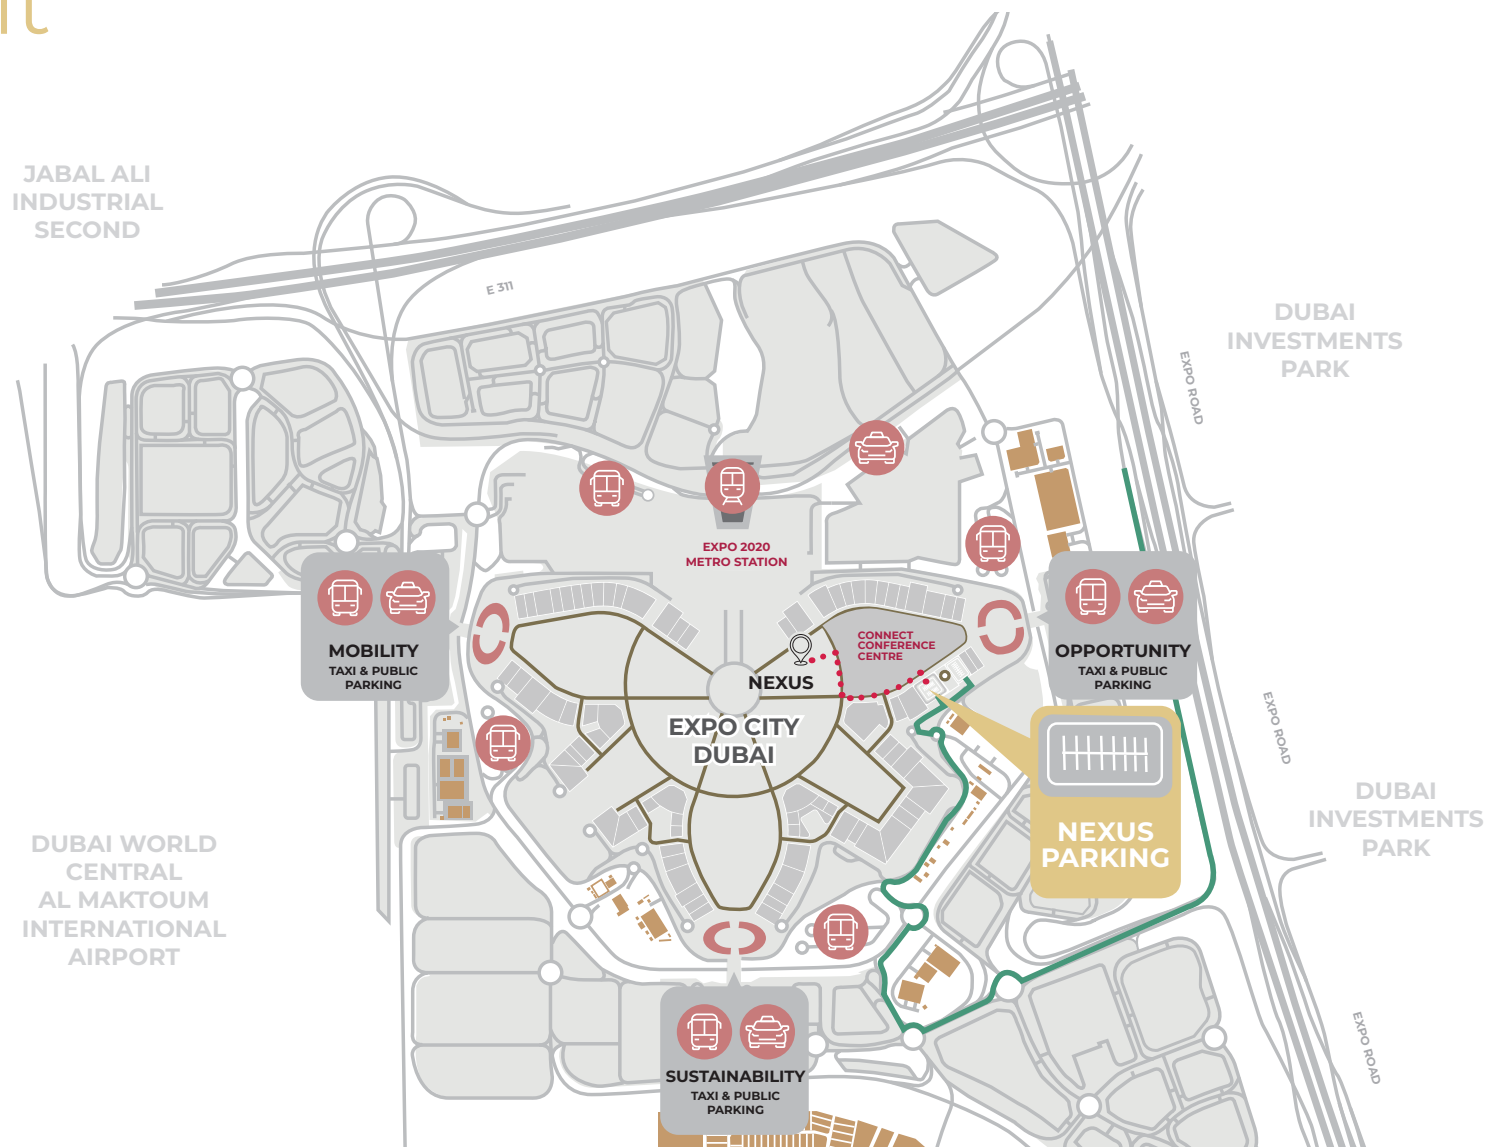 JABAL ALI
INDUSTRIAL
SECOND
E 311
DUBAI
INVESTMENTS
PARK
EXPO ROAD
EXPO 2020
METRO STATION
MOBILITY
TAXI & PUBLIC
PARKING
CONNECT
CONFERENCE
CENTRE
NEXUS
OPPORTUNITY
TAXI & PUBLIC
PARKING
EXPO CITY
DUBAI
EXPO ROAD
NEXUS
PARKING
DUBAI
INVESTMENTS
PARK
DUBAI WORLD
CENTRAL
AL MAKTOUM
INTERNATIONAL
AIRPORT
SUSTAINABILITY
TAXI & PUBLIC
PARKING
EXPO ROAD